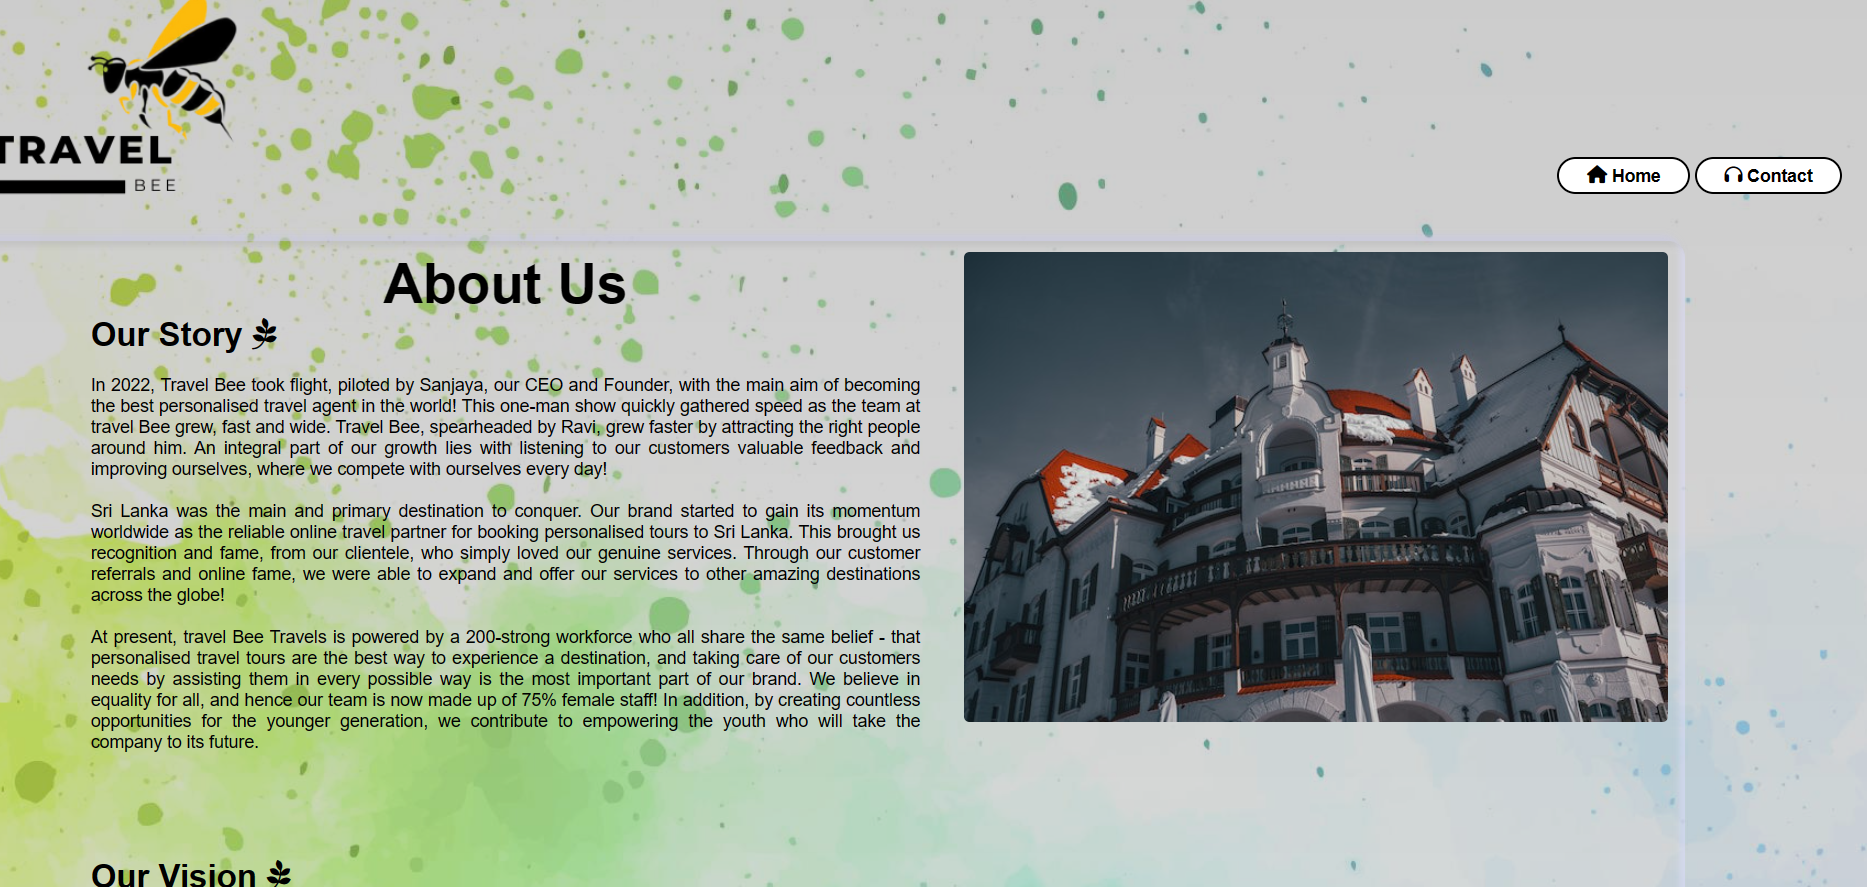 TRAVEL
BEE
Home
Contact
About Us
Our Story
In 2022, Travel Bee took flight, piloted by Sanjaya, our CEO and Founder, with the main aim of becoming
the best personalised travel agent in the world! This one-man show quickly gathered speed as the team at
travel Bee grew, fast and wide. Travel Bee, spearheaded by Ravi, grew faster by attracting the right people
around him. An integral part of our growth lies with listening to our customers valuable feedback and
improving ourselves, where we compete with ourselves every day!
Sri Lanka was the main and primary destination to conquer. Our brand started to gain its momentum
worldwide as the reliable online travel partner for booking personalised tours to Sri Lanka. This brought us
recognition and fame, from our clientele, who simply loved our genuine services. Through our customer
referrals and online fame, we were able to expand and offer our services to other amazing destinations
across the globe!
At present, travel Bee Travels is powered by a 200-strong workforce who all share the same belief - that
personalised travel tours are the best way to experience a destination, and taking care of our customers
needs by assisting them in every possible way is the most important part of our brand. We believe in
equality for all, and hence our team is now made up of 75% female staff! In addition, by creating countless
opportunities for the younger generation, we contribute to empowering the youth who will take the
company to its future.
Our Vision